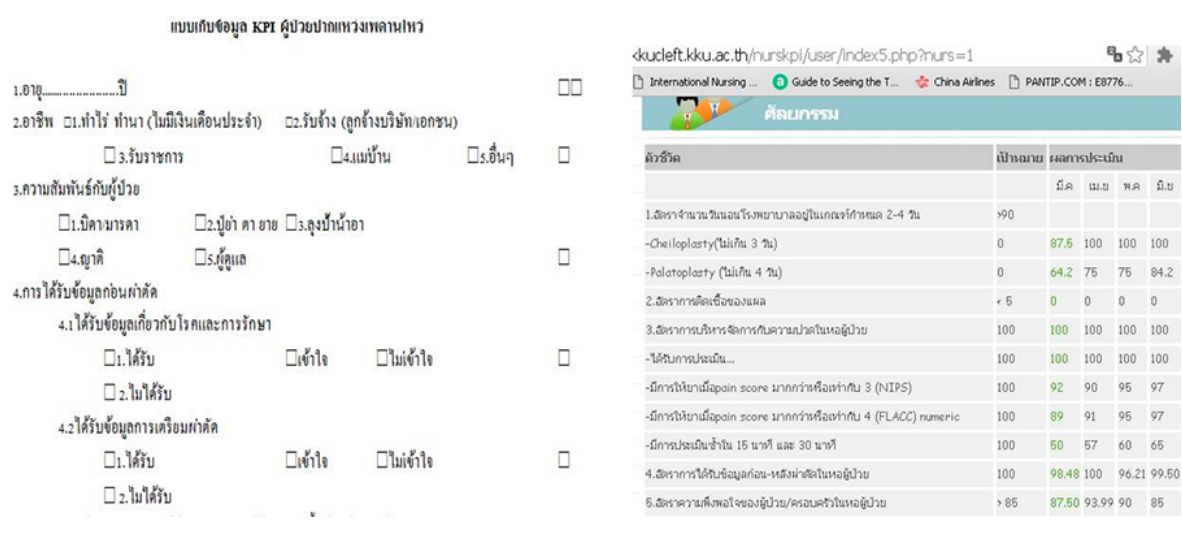 แบบเก็บข้อมูล KPI ผู้ป่วยปากแหว่งเพดานโหว่
1.อายุ........................ปี □□
2.อาชีพ □1.ทำไร่ ทำนา (ไม่มีเงินเดือนประจำ) □2.รับจ้าง (ลูกจ้างบริษัท/เอกชน)
□ 3.รับราชการ □4.แม่บ้าน □5.อื่นๆ □
3.ความสัมพันธ์กับผู้ป่วย
□1.บิดา/มารดา □2.ปู่ย่า ตา ยาย □3.ลุงป้าน้าอา
□4.ญาติ □5.ผู้ดูแล □
4.การได้รับข้อมูลก่อนผ่าตัด
4.1 ได้รับข้อมูลเกี่ยวกับโรคและการรักษา
□1.ได้รับ □เข้าใจ □ไม่เข้าใจ □
□ 2.ไม่ได้รับ
4.2 ได้รับข้อมูลการเตรียมผ่าตัด
□1.ได้รับ □เข้าใจ □ไม่เข้าใจ □
□ 2.ไม่ได้รับ
kkucleft.kku.ac.th/nurskpi/user/index5.php?nurs=1
International Nursing ... Guide to Seeing the T... China Airlines PANTIP.COM : E8776...
ศัลยกรรม
ตัวชี้วัด เป้าหมาย ผลการประเมิน
มี.ค เม.ย พ.ค มิ.ย
1.อัตราจำนวนวันนอนโรงพยาบาลอยู่ในเกณฑ์กำหนด 2-4 วัน >90
-Cheiloplasty(ไม่เกิน 3 วัน) 0 87.5 100 100 100
-Palatoplasty (ไม่เกิน 4 วัน) 0 64.2 75 75 84.2
2.อัตราการติดเชื้อของแผล < 5 0 0 0 0
3.อัตราการบริหารจัดการกับความปวดในหอผู้ป่วย 100 100 100 100 100
-ได้รับการประเมิน... 100 100 100 100 100
-มีการให้ยาเมื่อpain score มากกว่าหรือเท่ากับ 3 (NIPS) 100 92 90 95 97
-มีการให้ยาเมื่อpain score มากกว่าหรือเท่ากับ 4 (FLACC) numeric 100 89 91 95 97
-มีการประเมินซ้ำใน 15 นาที และ 30 นาที 100 50 57 60 65
4.อัตราการได้รับข้อมูลก่อน-หลังผ่าตัดในหอผู้ป่วย 100 98.48 100 96.21 99.50
5.อัตราความพึงพอใจของผู้ป่วย/ครอบครัวในหอผู้ป่วย > 85 87.50 93.99 90 85